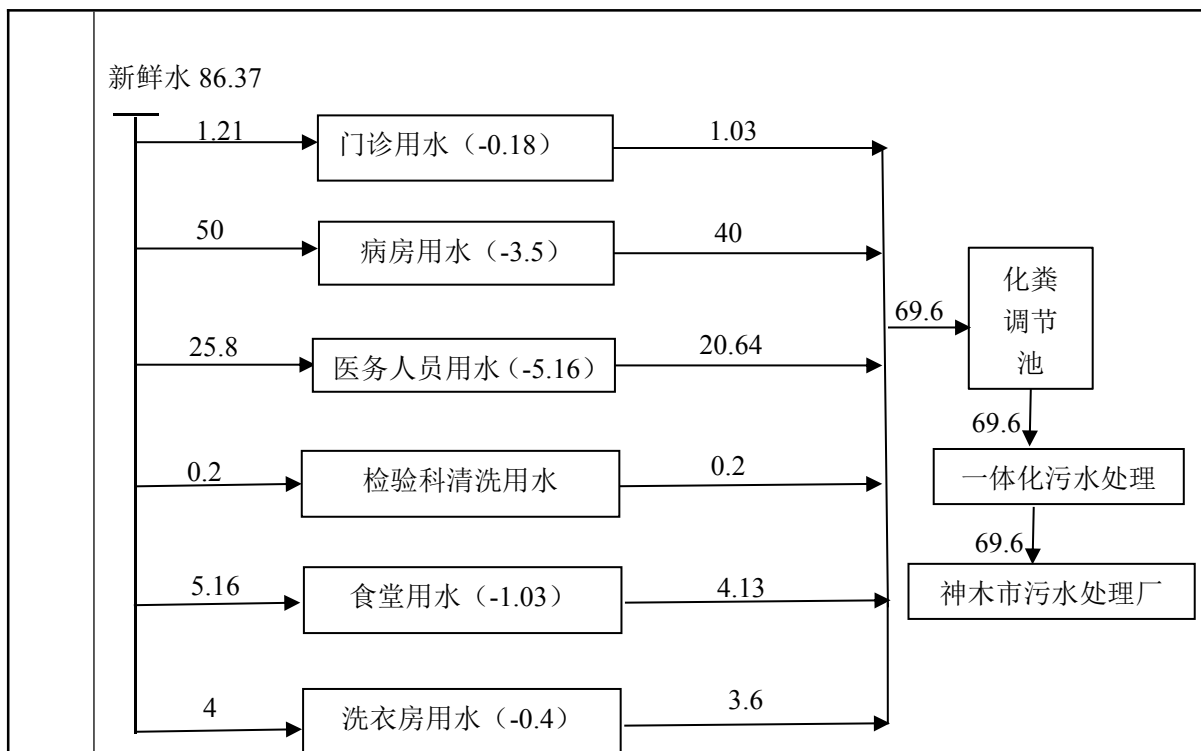 新鲜水 86.37
1.21
门诊用水（-0.18）
1.03
50
病房用水（-3.5）
40
25.8
医务人员用水（-5.16）
20.64
0.2
检验科清洗用水
0.2
5.16
食堂用水（-1.03）
4.13
4
洗衣房用水（-0.4）
3.6
69.6
化粪
调节
池
69.6
一体化污水处理
69.6
神木市污水处理厂